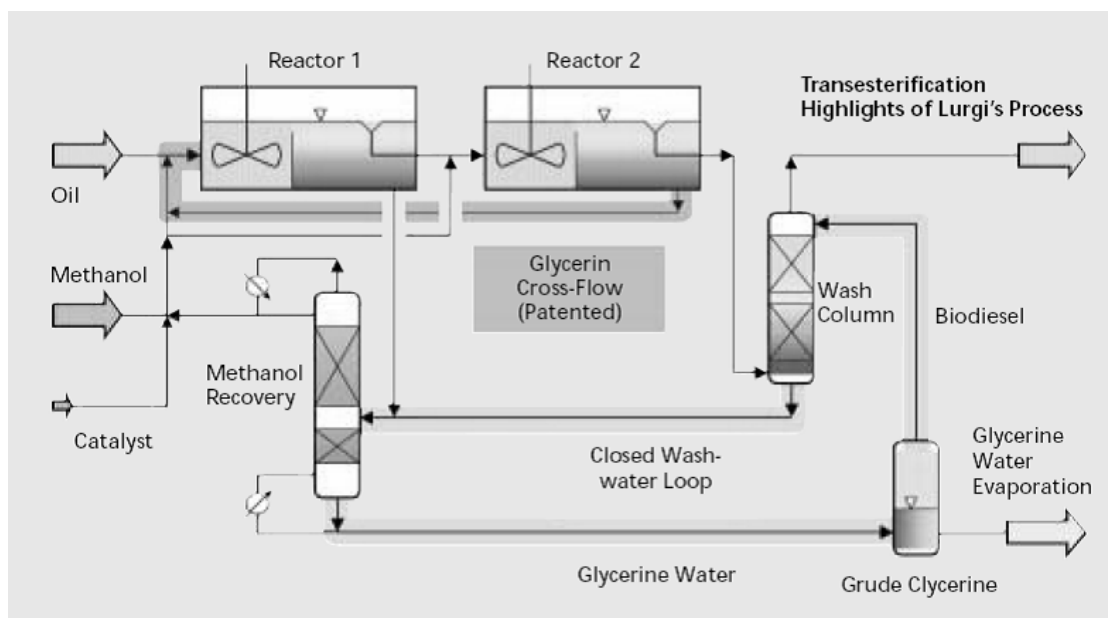 Reactor 1
Reactor 2
Transesterification
Highlights of Lurgi's Process
Oil
Methanol
Glycerin
Cross-Flow
(Patented)
Wash
Column
Biodiesel
Methanol
Recovery
Catalyst
Closed Wash-
water Loop
Glycerine
Water
Evaporation
Glycerine Water
Grude Clycerine